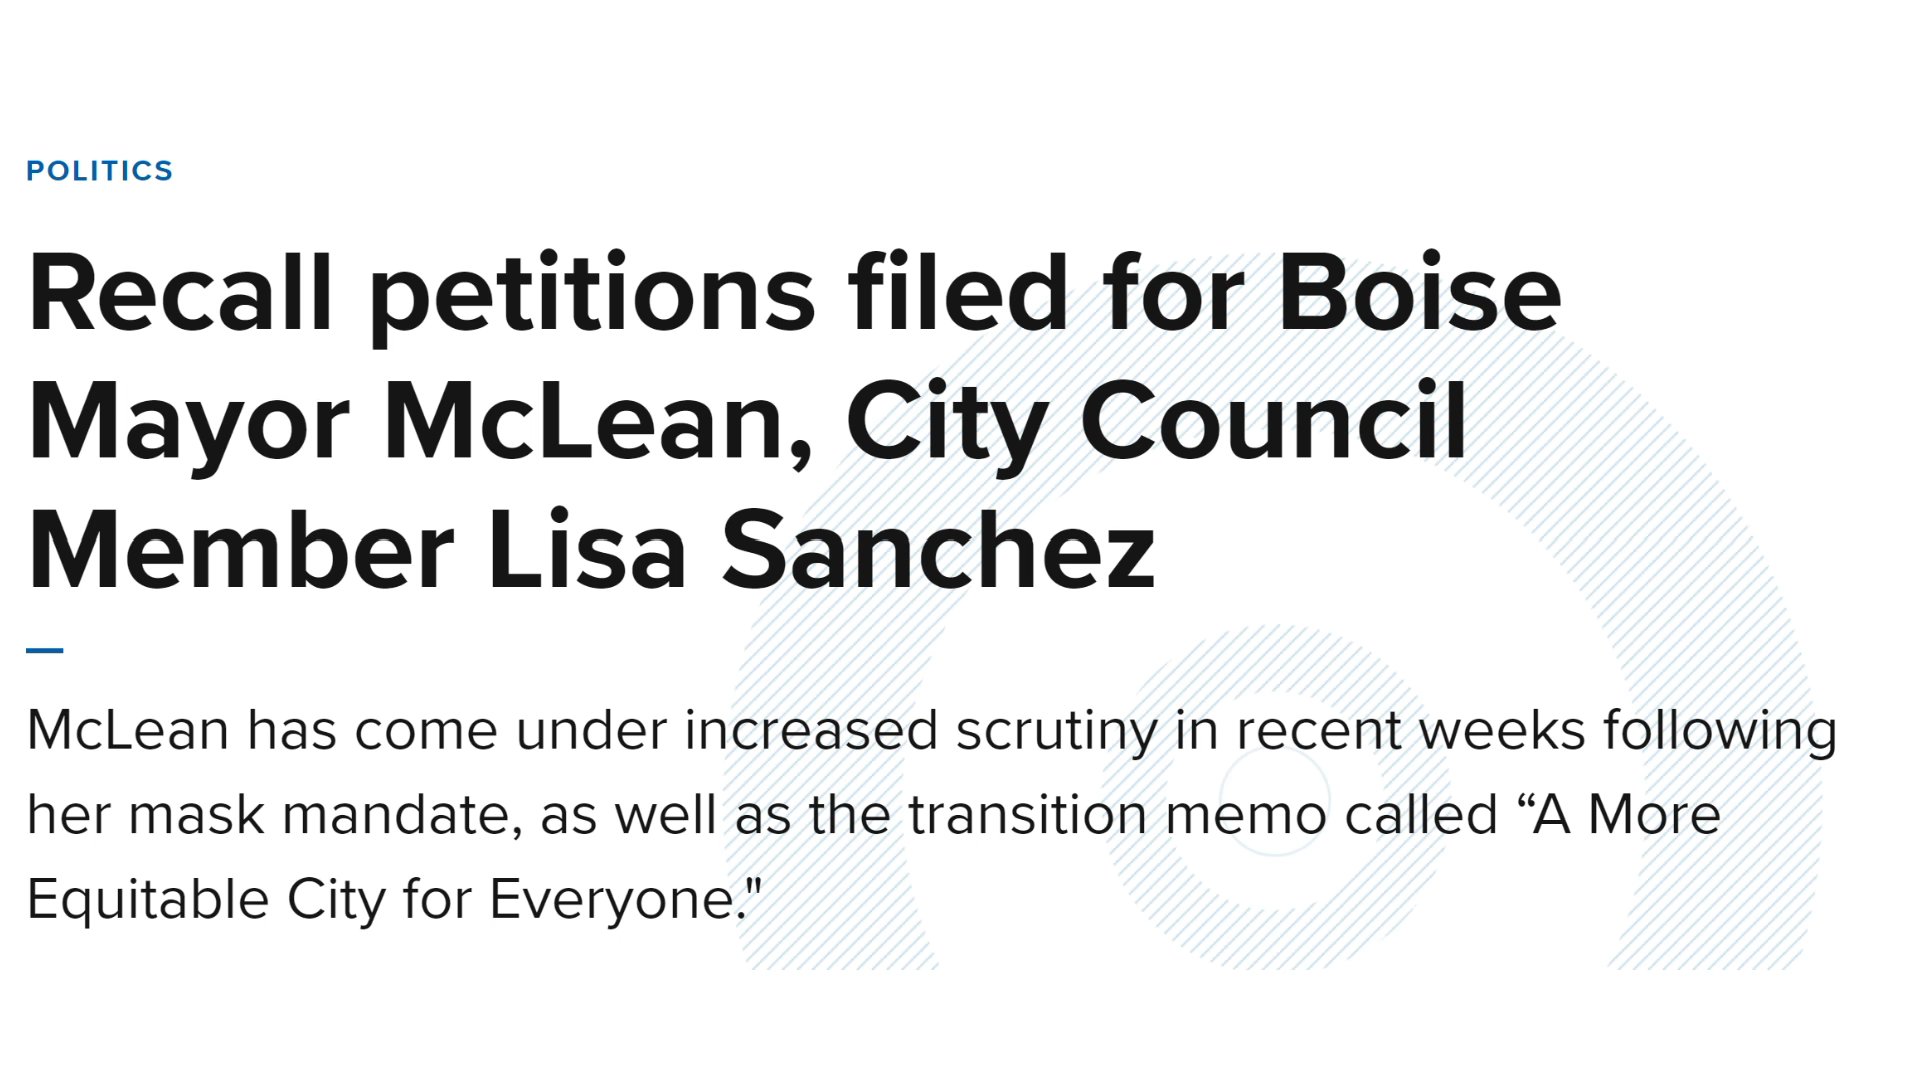 POLITICS
Recall petitions filed for Boise
Mayor McLean, City Council
Member Lisa Sanchez
McLean has come under increased scrutiny in recent weeks following
her mask mandate, as well as the transition memo called “A More
Equitable City for Everyone."